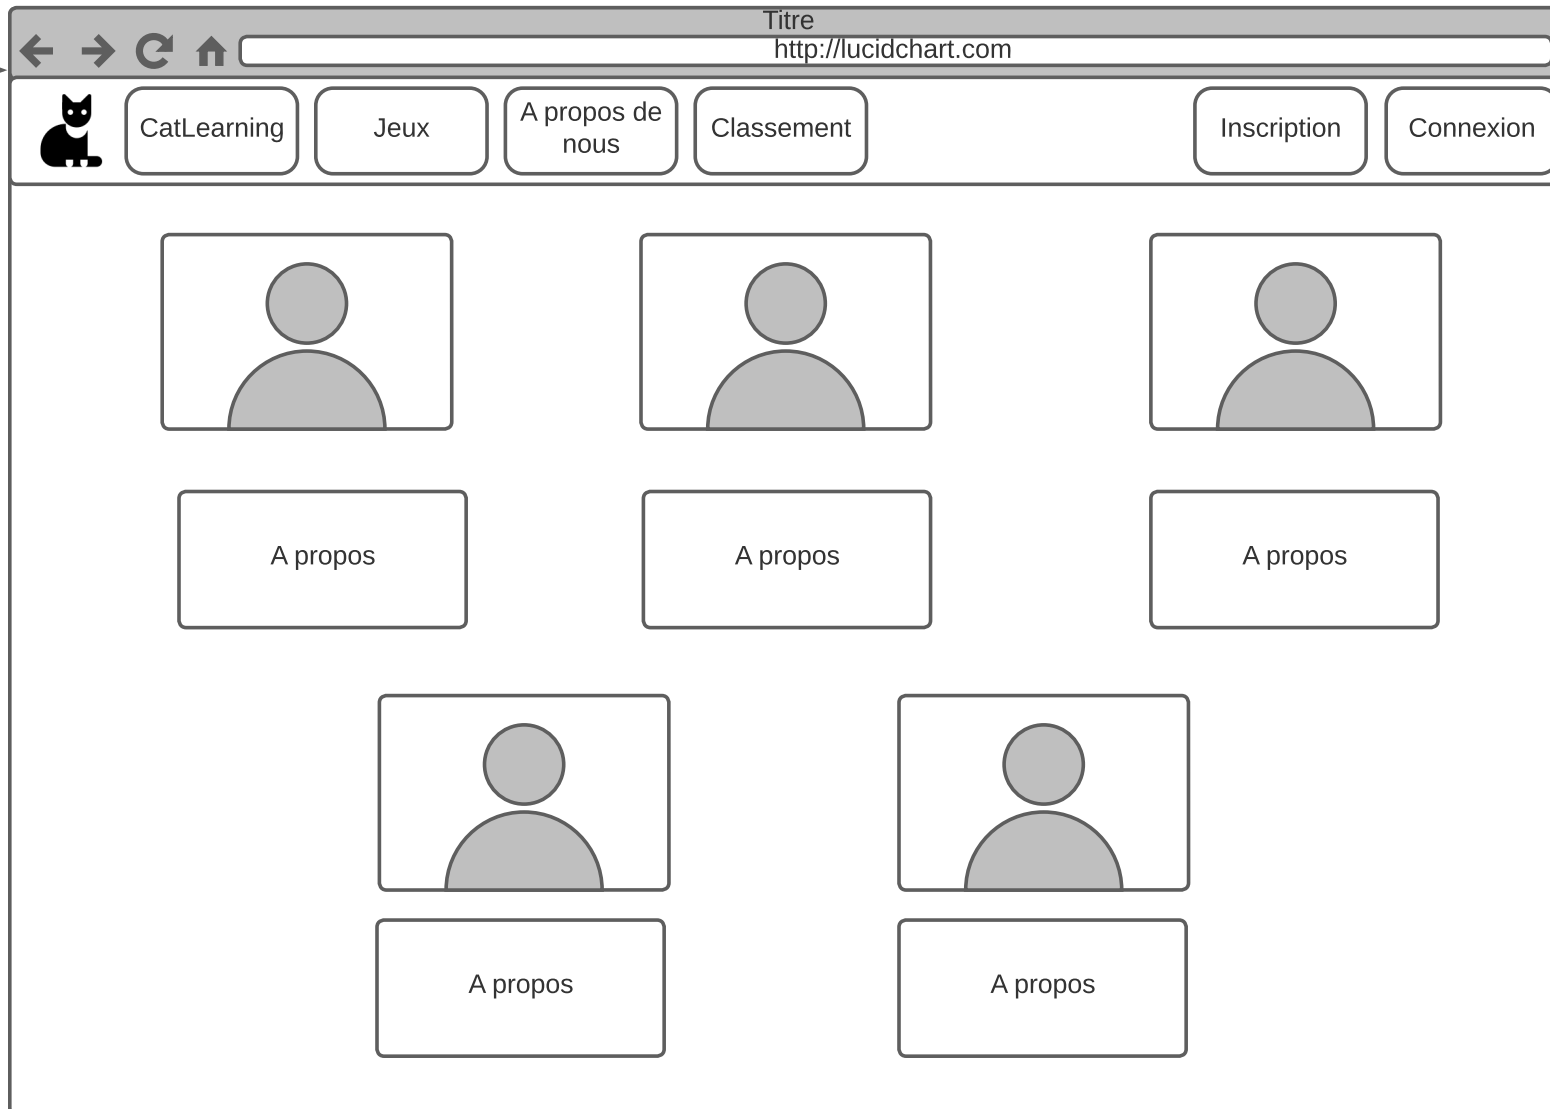 Titre
http://lucidchart.com
CatLearning
Jeux
A propos de
nous
Classement
Inscription
Connexion
A propos
A propos
A propos
A propos
A propos